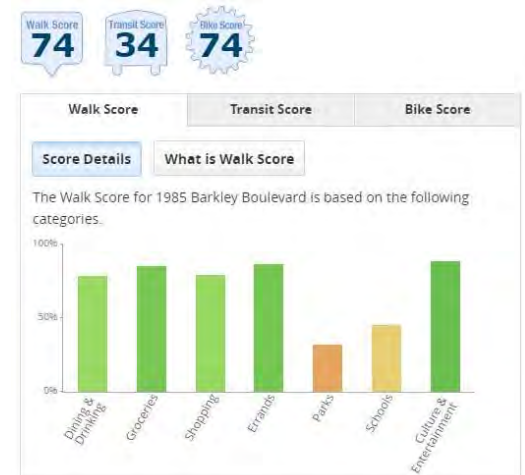 Walk Score Transit Score Bike Score
74 34 74
Walk Score Transit Score Bike Score
Score Details What is Walk Score
The Walk Score for 1985 Barkley Boulevard is based on the following
categories.
100%
50%
0%
Dining &
Drinking
Groceries
Shopping
Errands
Parks
Schools
Culture &
Entertainment